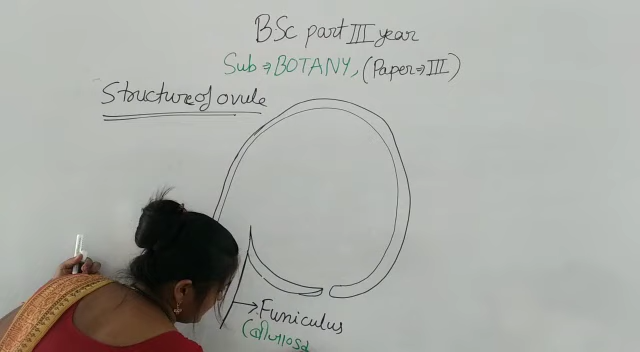 BSc part III year
Sub → BOTANY, (Paper → III)
Structure of ovule
→ Funiculus